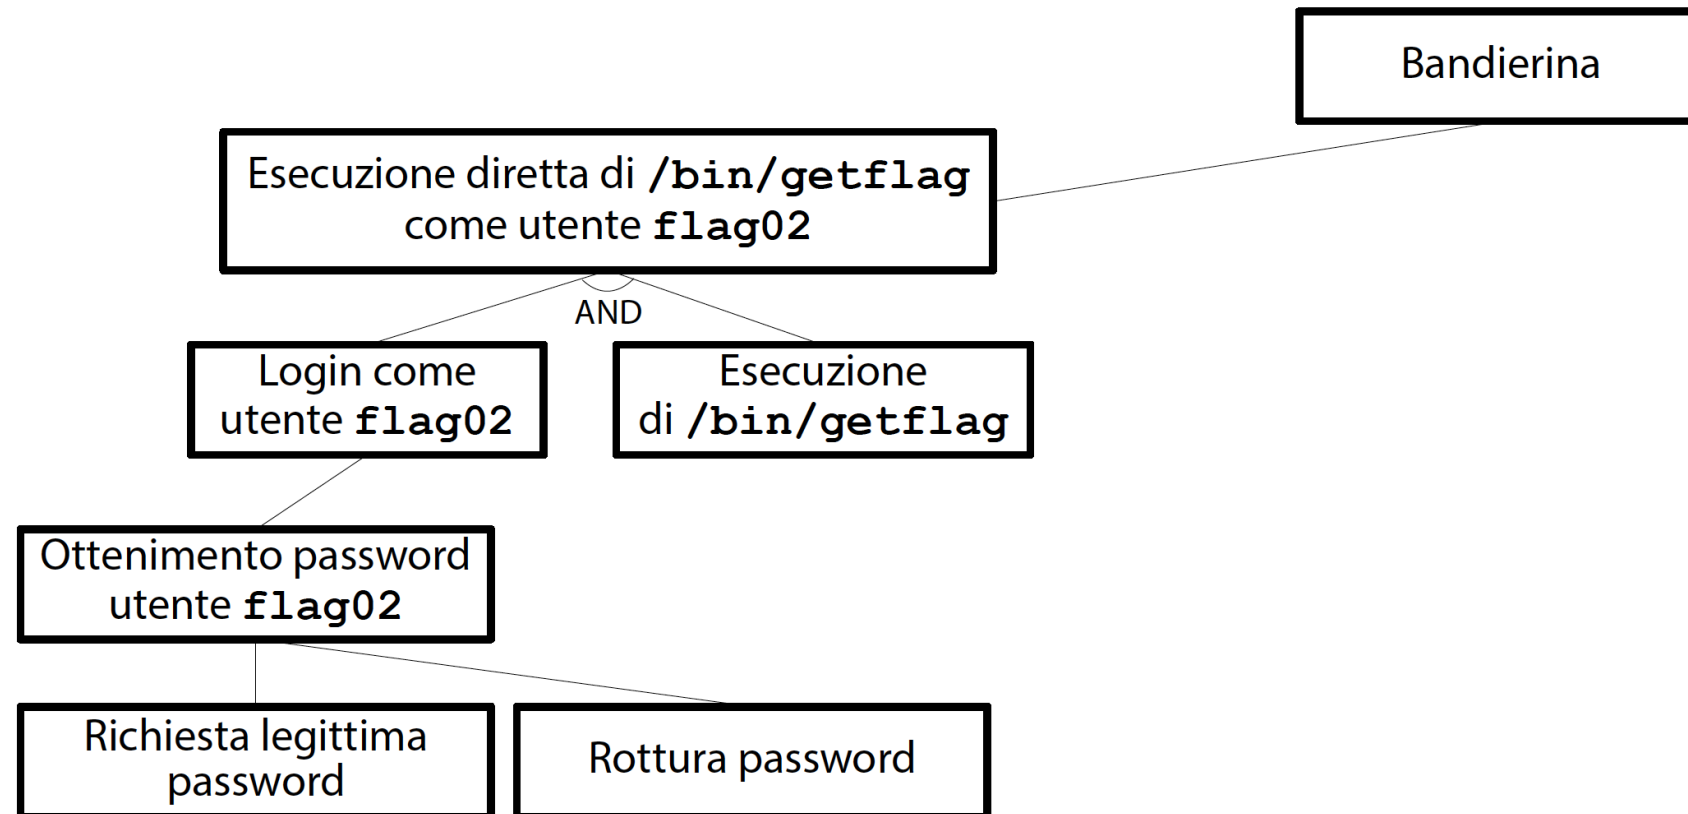 Bandierina
Esecuzione diretta di /bin/getflag
come utente flag02
AND
Login come
utente flag02
Esecuzione
di /bin/getflag
Ottenimento password
utente flag02
Richiesta legittima
password
Rottura password